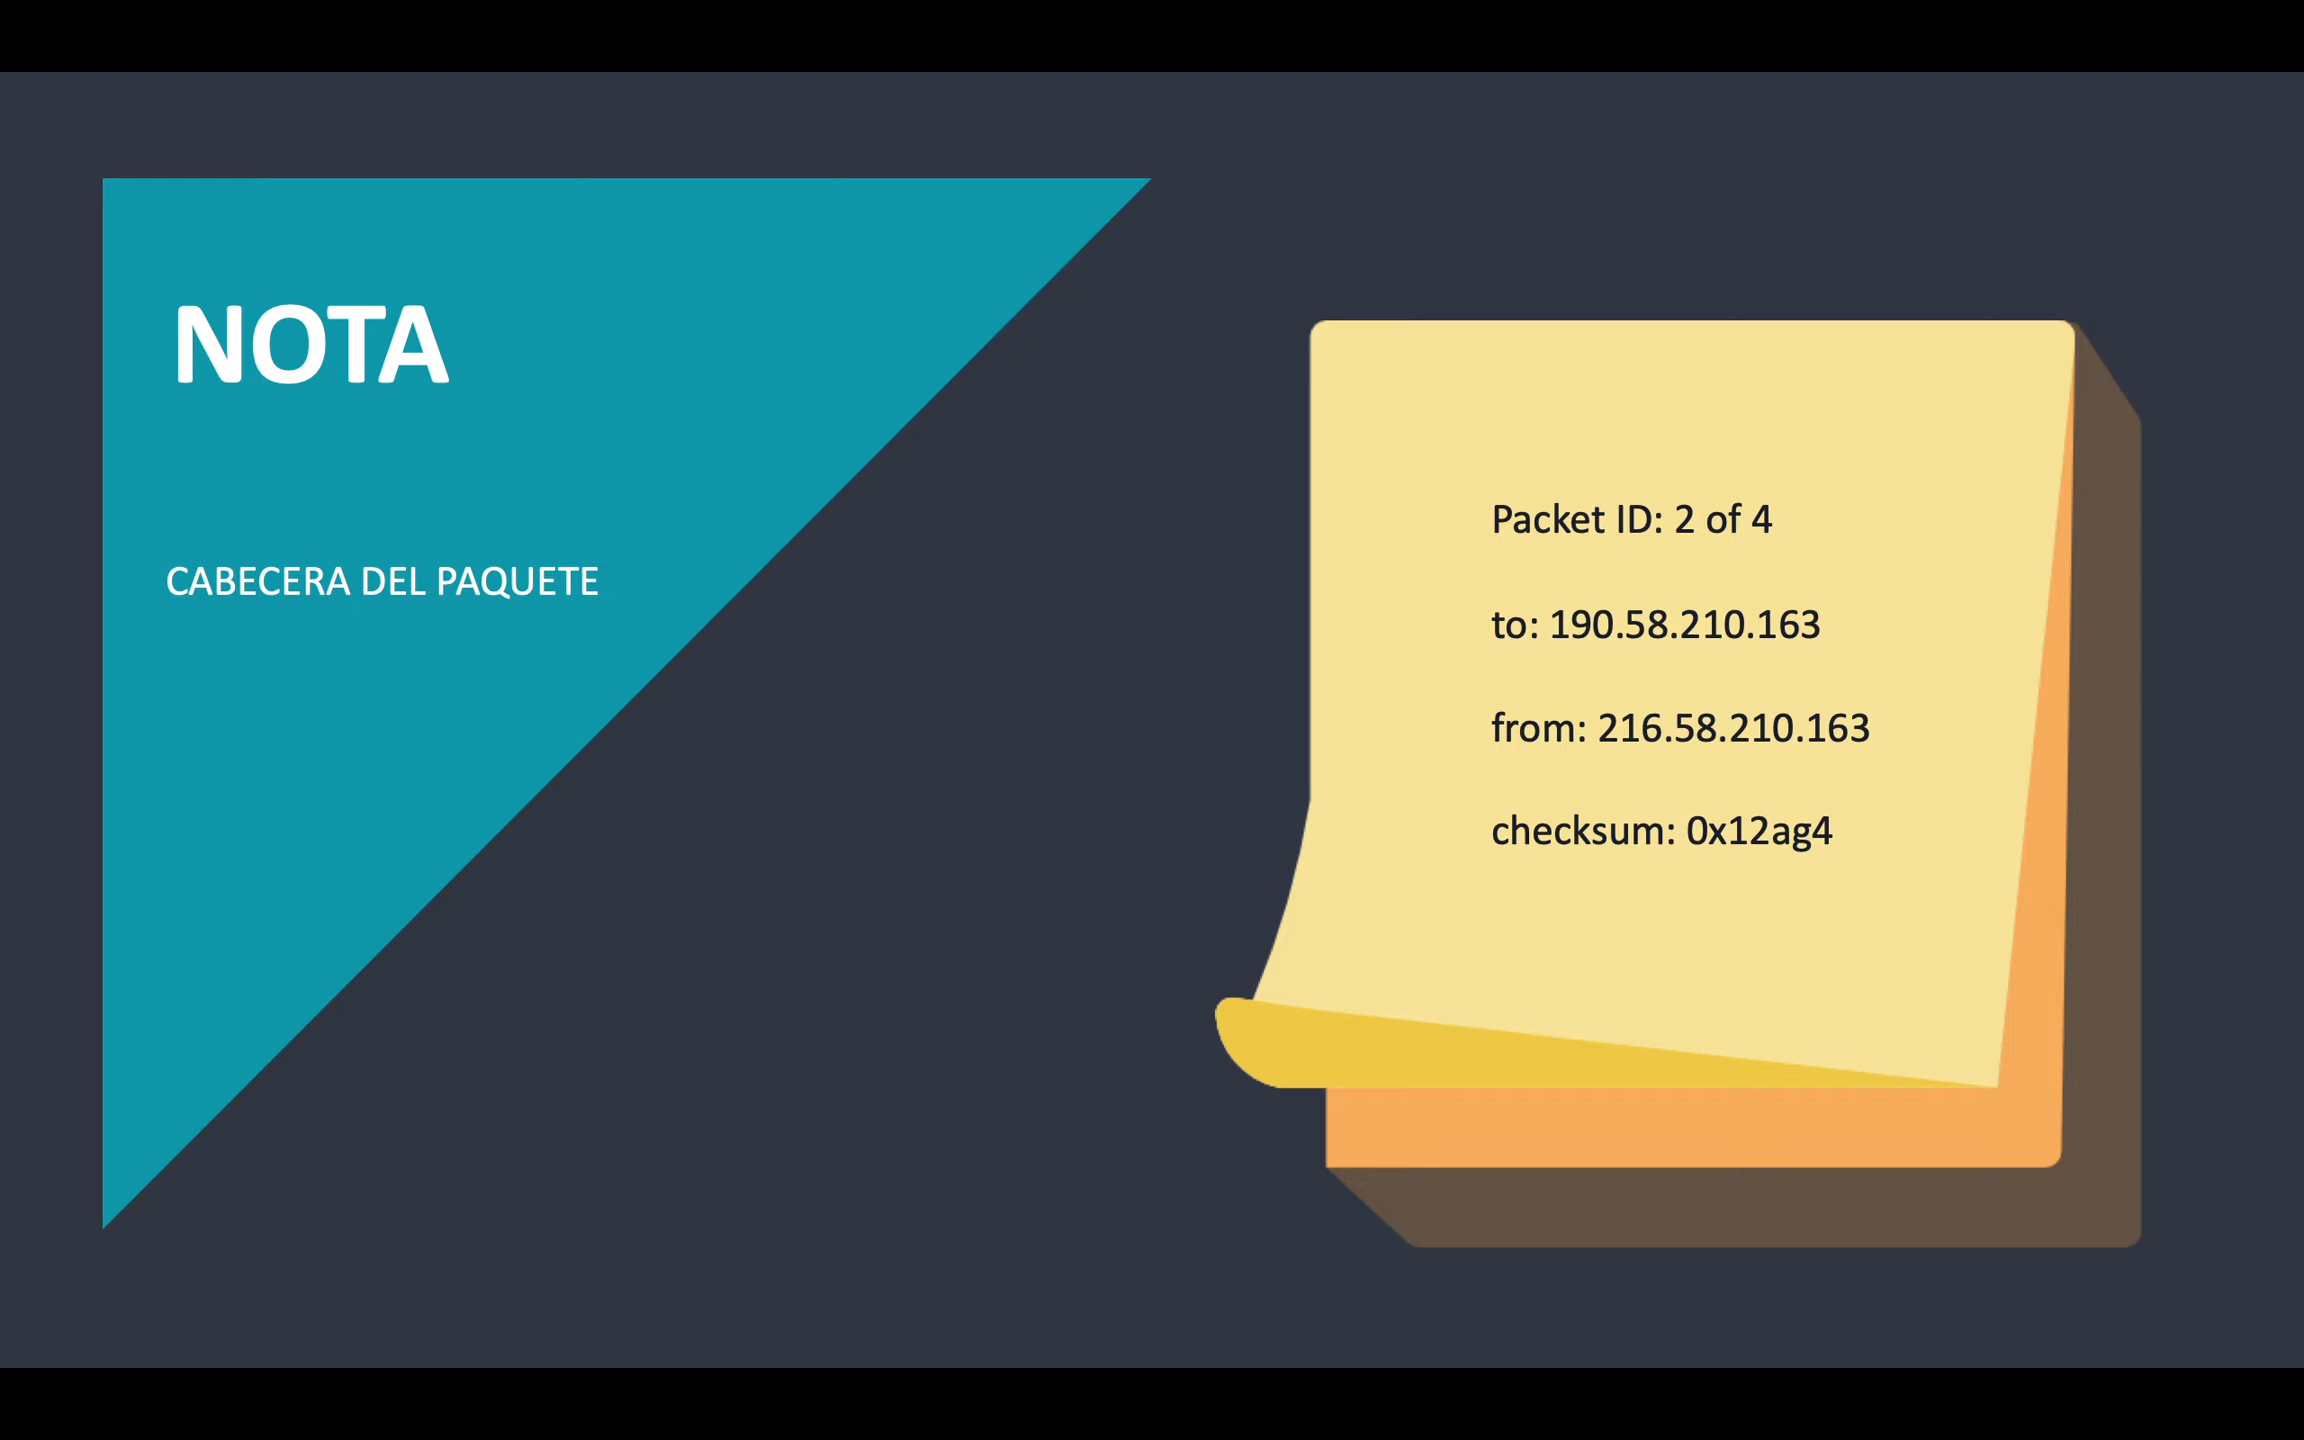 NOTA
CABECERA DEL PAQUETE
Packet ID: 2 of 4
to: 190.58.210.163
from: 216.58.210.163
checksum: 0x12ag4